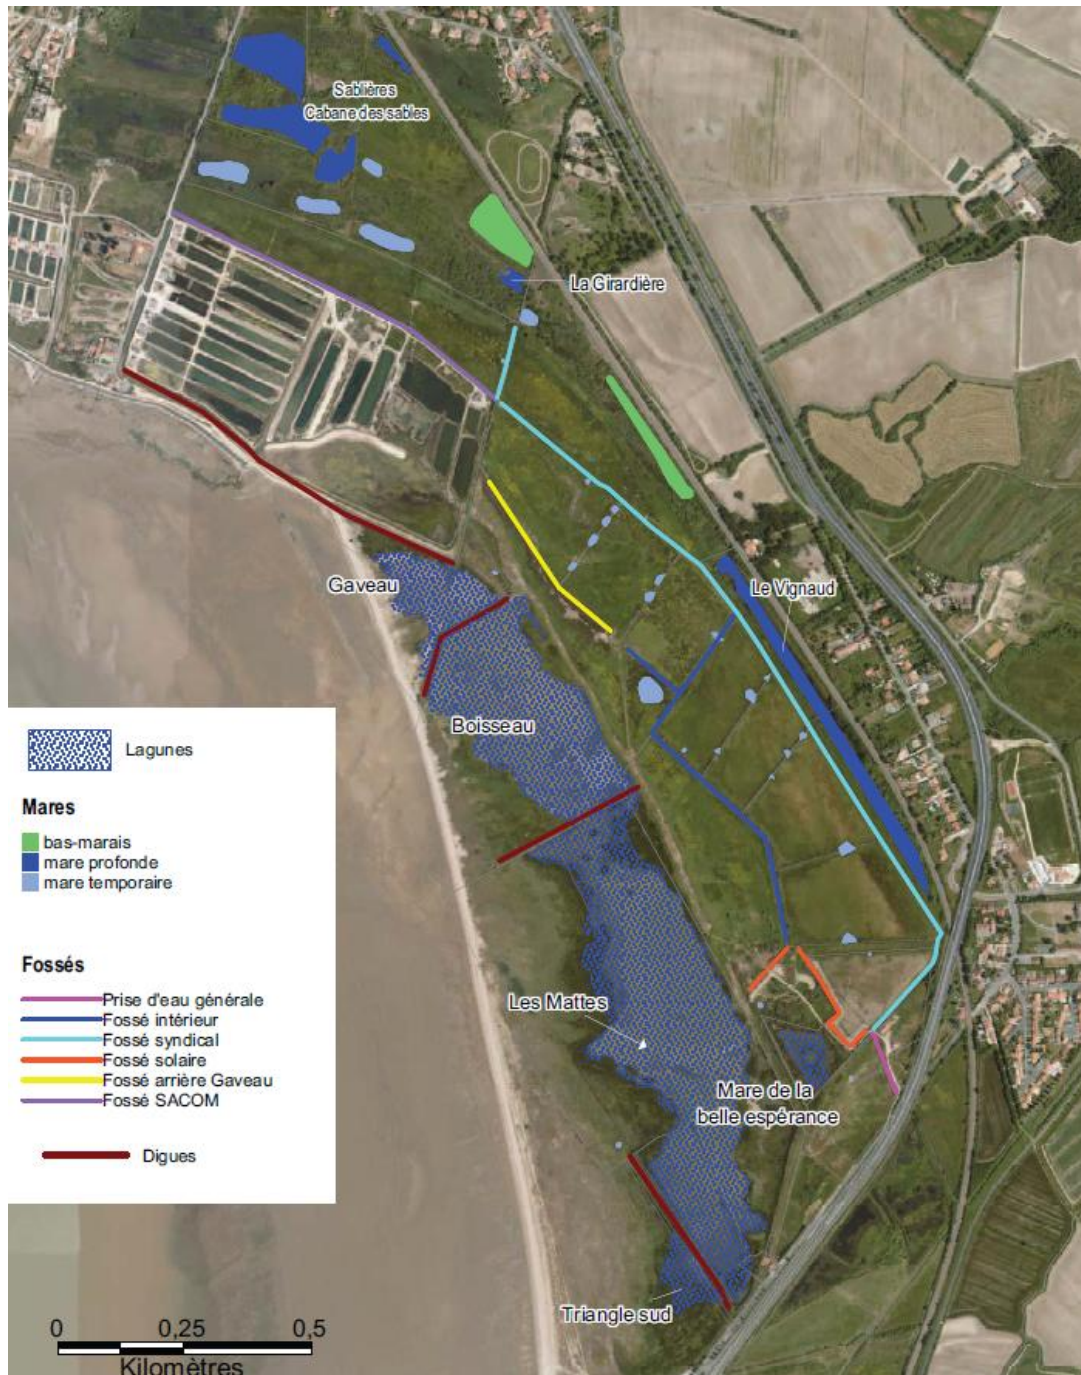 Sablières
Cabane des sables
La Girardière
Le Vignaud
Gaveau
Boisseau
Lagunes
Mares
bas-marais
mare profonde
mare temporaire
Fossés
Prise d'eau générale
Fossé intérieur
Fossé syndical
Fossé solaire
Fossé arrière Gaveau
Fossé SACOM
Digues
Les Mattes
Mare de la
belle espérance
Triangle sud
0 0,25 0,5
Kilomètres